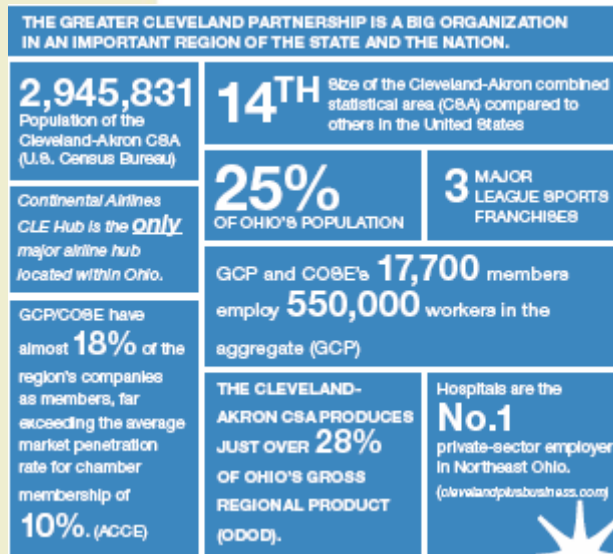 THE GREATER CLEVELAND PARTNERSHIP IS A BIG ORGANIZATION
IN AN IMPORTANT REGION OF THE STATE AND THE NATION.
2,945,831
Population of the
Cleveland-Akron CSA
(U.S. Census Bureau)
14TH Size of the Cleveland-Akron combined
statistical area (CSA) compared to
others in the United States
25%
OF OHIO'S POPULATION
3 MAJOR
LEAGUE SPORTS
FRANCHISES
Continental Airlines
CLE Hub is the only
major airline hub
located within Ohio.
GCP and COSE's 17,700 members
employ 550,000 workers in the
aggregate (GCP)
GCP/COSE have
almost 18% of the
region's companies
as members, far
exceeding the average
market penetration
rate for chamber
membership of
10%. (ACCE)
THE CLEVELAND-
AKRON CSA PRODUCES
JUST OVER 28%
OF OHIO'S GROSS
REGIONAL PRODUCT
(ODOD).
Hospitals are the
No.1
private-sector employer
in Northeast Ohio.
(clevelandplusbusiness.com)